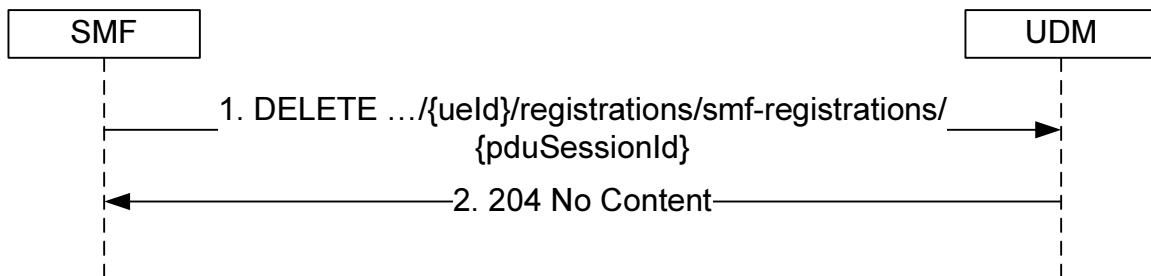 SMF
UDM
1. DELETE …/{ueId}/registrations/smf-registrations/
{pduSessionId}
2. 204 No Content